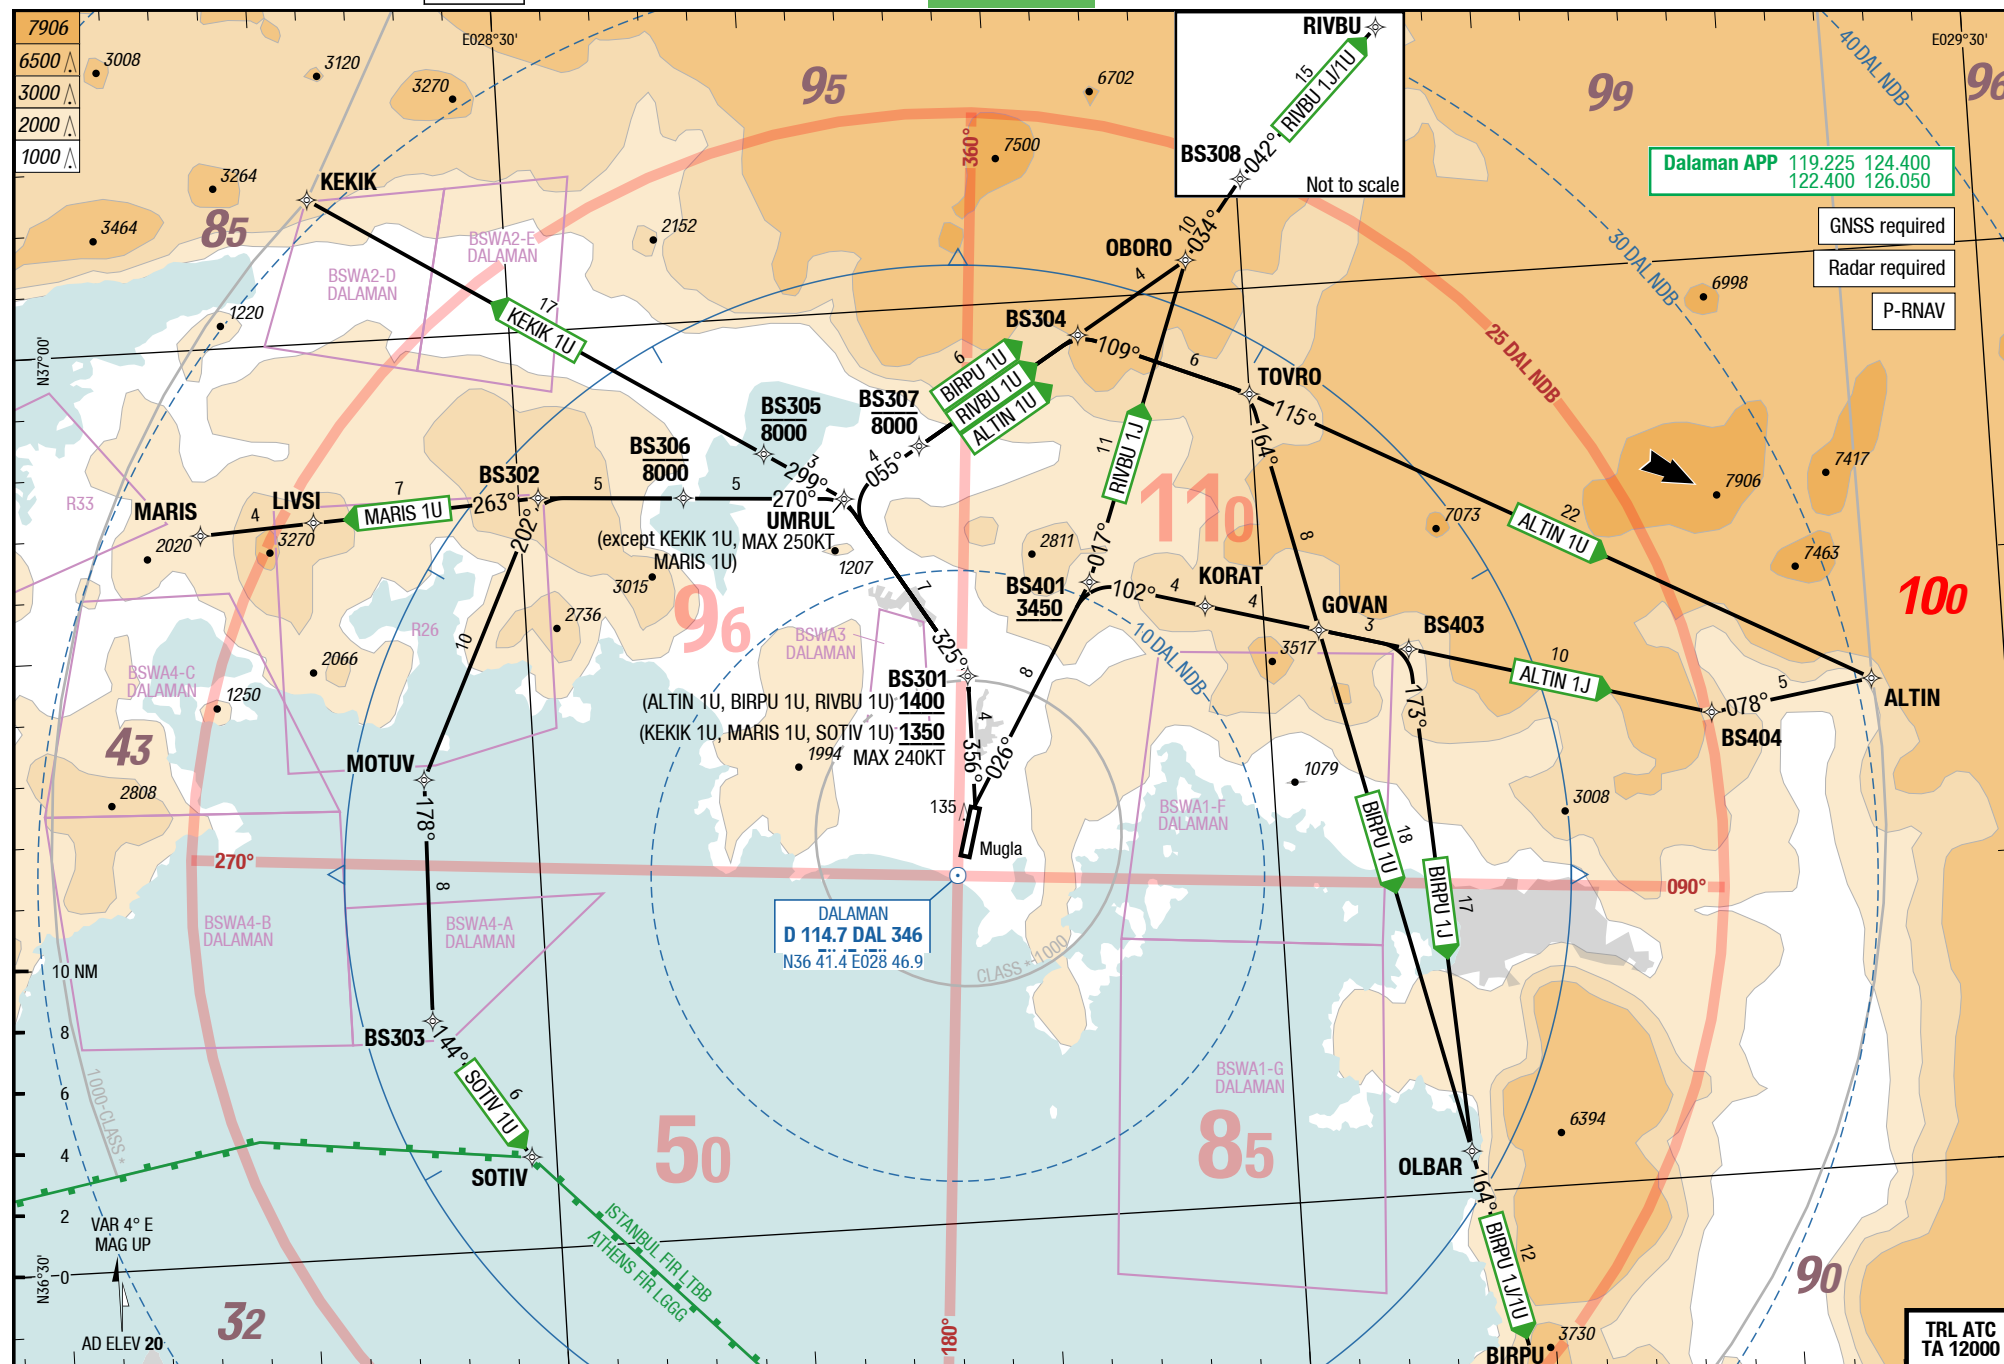 7906
6500
3000
2000
1000
3008
3120
3270
E028°30'
95
6702
7500
360°
RIVBU
15
RIVBU 1J/1U
042°
BS308
Not to scale
99
40 DAL NDB
E029°30'
96
Dalaman APP 119.225 124.400
122.400 126.050
GNSS required
Radar required
P-RNAV
3264
3464
85
KEKIK
BSWA2-E
DALAMAN
BSWA2-D
DALAMAN
2152
1220
17
KEKIK 1U
10
034°
OBORO
4
30 DAL NDB
6998
25 DAL NDB
BS304
109°
6
TOVRO
115°
164°
N37°00'
6
BIRPU 1U
RIVBU 1U
ALTIN 1U
BS307
8000
4
055°
BS305
8000
3
299°
BS306
8000
5
5
270°
UMRUL
(except KEKIK 1U, MAX 250KT
MARIS 1U)
1207
BS302
263°
202°
7
MARIS 1U
LIVSI
4
MARIS
R33
2020
3270
11
RIVBU 1J
017°
110
7073
7906
7417
7463
22
ALTIN 1U
8
2811
BS401
3450
102°
4
KORAT
4
GOVAN
3
BS403
100
3015
2736
96
7
325°
BSWA3
DALAMAN
R26
10
2066
BSWA4-C
DALAMAN
1250
10 DAL NDB
3517
8
BS301
(ALTIN 1U, BIRPU 1U, RIVBU 1U) 1400
(KEKIK 1U, MARIS 1U, SOTIV 1U) 1350
MAX 240KT
1994
4
356°
026°
10
ALTIN 1J
173°
078°
5
ALTIN
BS404
43
2808
MOTUV
178°
8
135
Mugla
BSWA1-F
DALAMAN
1079
3008
BIRPU 1U
18
BIRPU 1J
17
270°
090°
DALAMAN
D 114.7 DAL 346
N36 41.4 E028 46.9
CLASS *-1000
BSWA4-B
DALAMAN
BSWA4-A
DALAMAN
10 NM
8
6
4
2
0
BS303
144°
6
SOTIV 1U
SOTIV
1000-CLASS *
50
BSWA1-G
DALAMAN
85
6394
OLBAR
164°
12
BIRPU 1J/1U
BIRPU
3730
90
VAR 4° E
MAG UP
N36°30'
AD ELEV 20
32
ISTANBUL FIR LTBB
ATHENS FIR LGGG
180°
TRL ATC
TA 12000